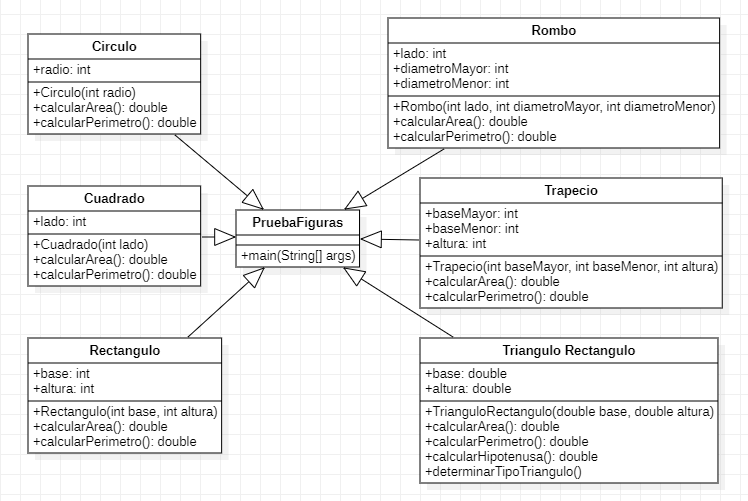 Circulo
+radio: int
+Circulo(int radio)
+calcularArea(): double
+calcularPerimetro(): double
Rombo
+lado: int
+diametroMayor: int
+diametroMenor: int
+Rombo(int lado, int diametroMayor, int diametroMenor)
+calcularArea(): double
+calcularPerimetro(): double
Cuadrado
+lado: int
+Cuadrado(int lado)
+calcularArea(): double
+calcularPerimetro(): double
PruebaFiguras
+main(String[] args)
Trapecio
+baseMayor: int
+baseMenor: int
+altura: int
+Trapecio(int baseMayor, int baseMenor, int altura)
+calcularArea(): double
+calcularPerimetro(): double
Rectangulo
+base: int
+altura: int
+Rectangulo(int base, int altura)
+calcularArea(): double
+calcularPerimetro(): double
Triangulo Rectangulo
+base: double
+altura: double
+TrianguloRectangulo(double base, double altura)
+calcularArea(): double
+calcularPerimetro(): double
+calcularHipotenusa(): double
+determinarTipoTriangulo()